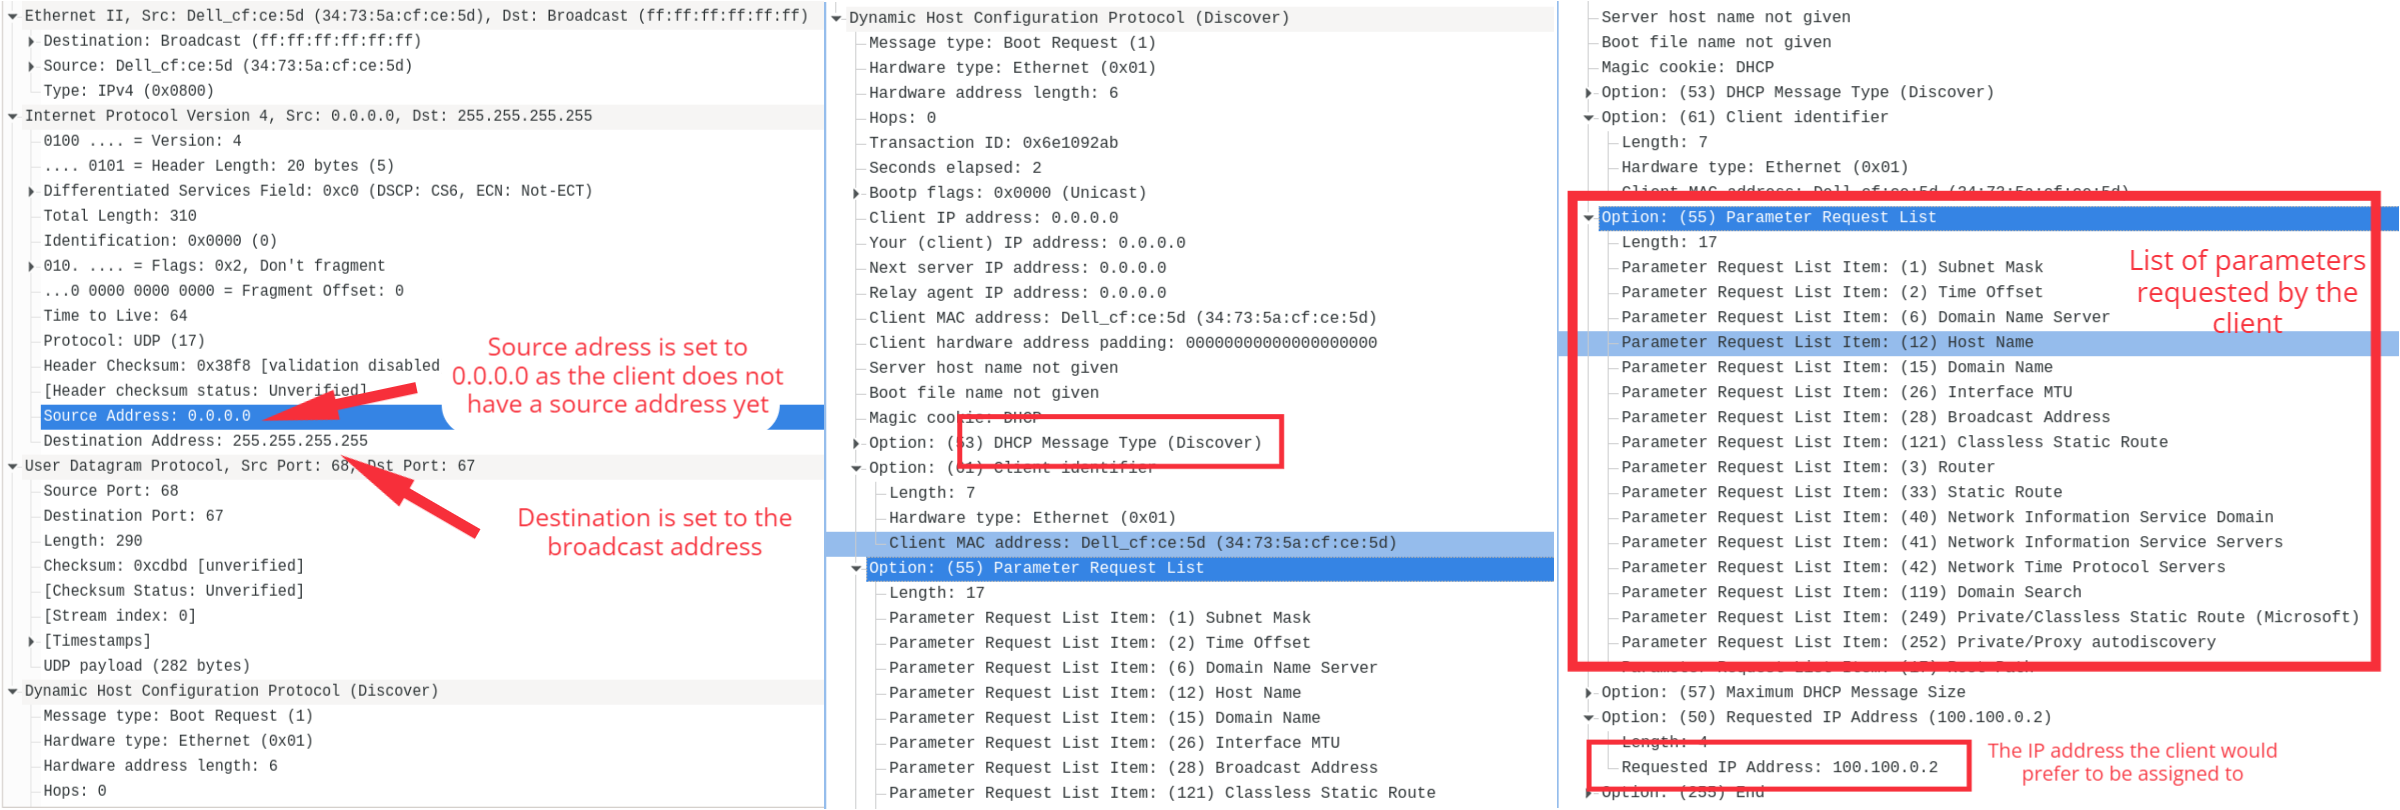 Ethernet II, Src: Dell_cf:ce:5d (34:73:5a:cf:ce:5d), Dst: Broadcast (ff:ff:ff:ff:ff:ff)
Destination: Broadcast (ff:ff:ff:ff:ff:ff)
Source: Dell_cf:ce:5d (34:73:5a:cf:ce:5d)
Type: IPv4 (0x0800)
Internet Protocol Version 4, Src: 0.0.0.0, Dst: 255.255.255.255
0100 .... = Version: 4
.... 0101 = Header Length: 20 bytes (5)
Differentiated Services Field: 0xc0 (DSCP: CS6, ECN: Not-ECT)
Total Length: 310
Identification: 0x0000 (0)
010. .... = Flags: 0x2, Don't fragment
...0 0000 0000 0000 = Fragment Offset: 0
Time to Live: 64
Protocol: UDP (17)
Header Checksum: 0x38f8 [validation disabled
[Header checksum status: Unverified]
Source Address: 0.0.0.0
Destination Address: 255.255.255.255
User Datagram Protocol, Src Port: 68, Dst Port: 67
Source Port: 68
Destination Port: 67
Length: 290
Checksum: 0xcdbd [unverified]
[Checksum Status: Unverified]
[Stream index: 0]
[Timestamps]
UDP payload (282 bytes)
Dynamic Host Configuration Protocol (Discover)
Message type: Boot Request (1)
Hardware type: Ethernet (0x01)
Hardware address length: 6
Hops: 0
Source adress is set to
0.0.0.0 as the client does not
have a source address yet
Destination is set to the
broadcast address
Dynamic Host Configuration Protocol (Discover)
Message type: Boot Request (1)
Hardware type: Ethernet (0x01)
Hardware address length: 6
Hops: 0
Transaction ID: 0x6e1092ab
Seconds elapsed: 2
Bootp flags: 0x0000 (Unicast)
Client IP address: 0.0.0.0
Your (client) IP address: 0.0.0.0
Next server IP address: 0.0.0.0
Relay agent IP address: 0.0.0.0
Client MAC address: Dell_cf:ce:5d (34:73:5a:cf:ce:5d)
Client hardware address padding: 00000000000000000000
Server host name not given
Boot file name not given
Magic cookie: DHCP
Option: (53) DHCP Message Type (Discover)
Option: (61) Client identifier
Length: 7
Hardware type: Ethernet (0x01)
Client MAC address: Dell_cf:ce:5d (34:73:5a:cf:ce:5d)
Option: (55) Parameter Request List
Length: 17
Parameter Request List Item: (1) Subnet Mask
Parameter Request List Item: (2) Time Offset
Parameter Request List Item: (6) Domain Name Server
Parameter Request List Item: (12) Host Name
Parameter Request List Item: (15) Domain Name
Parameter Request List Item: (26) Interface MTU
Parameter Request List Item: (28) Broadcast Address
Parameter Request List Item: (121) Classless Static Route
Server host name not given
Boot file name not given
Magic cookie: DHCP
Option: (53) DHCP Message Type (Discover)
Option: (61) Client identifier
Length: 7
Hardware type: Ethernet (0x01)
Client MAC address: Dell_cf:ce:5d (34:73:5a:cf:ce:5d)
Option: (55) Parameter Request List
Length: 17
Parameter Request List Item: (1) Subnet Mask
Parameter Request List Item: (2) Time Offset
Parameter Request List Item: (6) Domain Name Server
Parameter Request List Item: (12) Host Name
Parameter Request List Item: (15) Domain Name
Parameter Request List Item: (26) Interface MTU
Parameter Request List Item: (28) Broadcast Address
Parameter Request List Item: (121) Classless Static Route
Parameter Request List Item: (3) Router
Parameter Request List Item: (33) Static Route
Parameter Request List Item: (40) Network Information Service Domain
Parameter Request List Item: (41) Network Information Service Servers
Parameter Request List Item: (42) Network Time Protocol Servers
Parameter Request List Item: (119) Domain Search
Parameter Request List Item: (249) Private/Classless Static Route (Microsoft)
Parameter Request List Item: (252) Private/Proxy autodiscovery
Parameter Request List Item: (17) Root Path
Option: (57) Maximum DHCP Message Size
Option: (50) Requested IP Address (100.100.0.2)
Length: 4
Requested IP Address: 100.100.0.2
Option: (255) End
List of parameters
requested by the
client
The IP address the client would
prefer to be assigned to